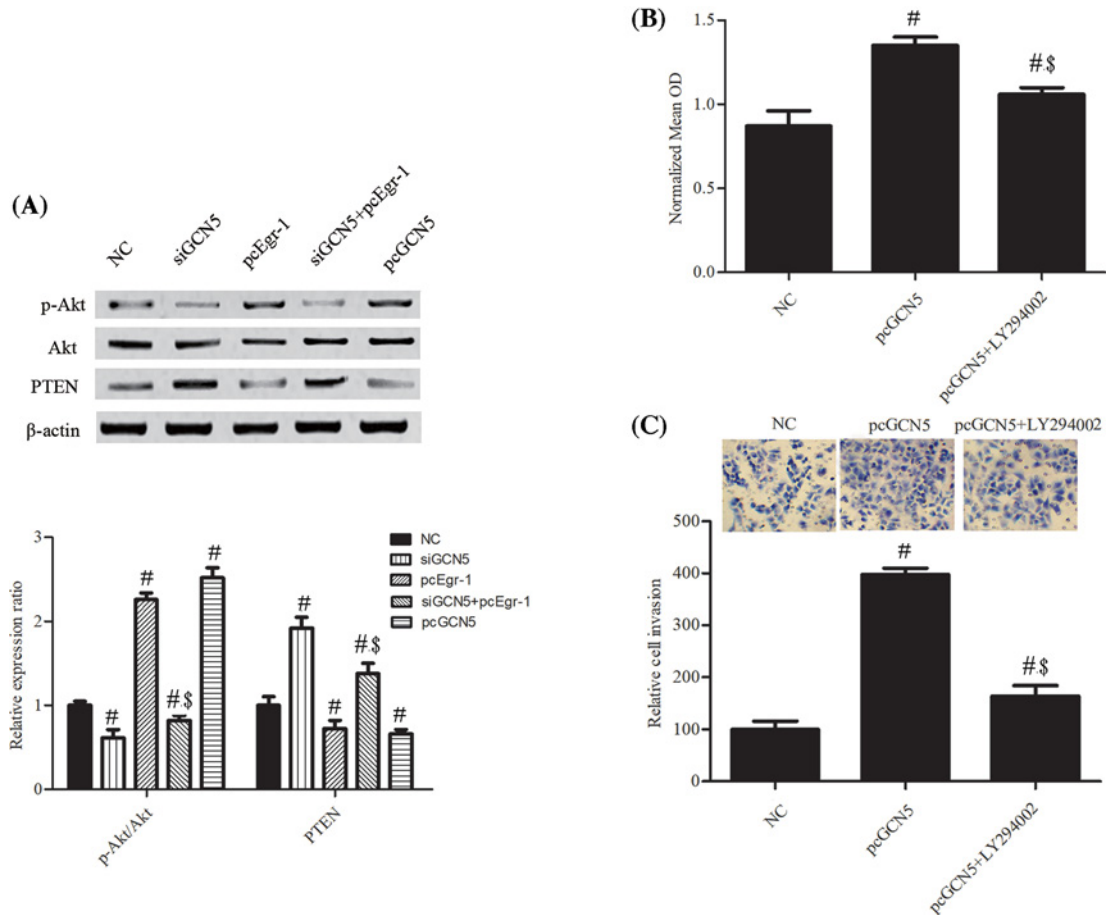 (A)
NC
siGCN5
pcEgr-1
siGCN5+pcEgr-1
pcGCN5
p-Akt
Akt
PTEN
β-actin
Relative expression ratio
3
2
1
0
#
#
#.$
#
#
#
#.$
#
NC
siGCN5
pcEgr-1
siGCN5+pcEgr-1
pcGCN5
p-Akt/Akt
PTEN
(B)
Normalized Mean OD
1.5
1.0
0.5
0.0
#
#.$
NC
pcGCN5
pcGCN5+LY294002
(C)
NC
pcGCN5
pcGCN5+LY294002
Relative cell invasion
500
400
300
200
100
0
#
#.$
NC
pcGCN5
pcGCN5+LY294002